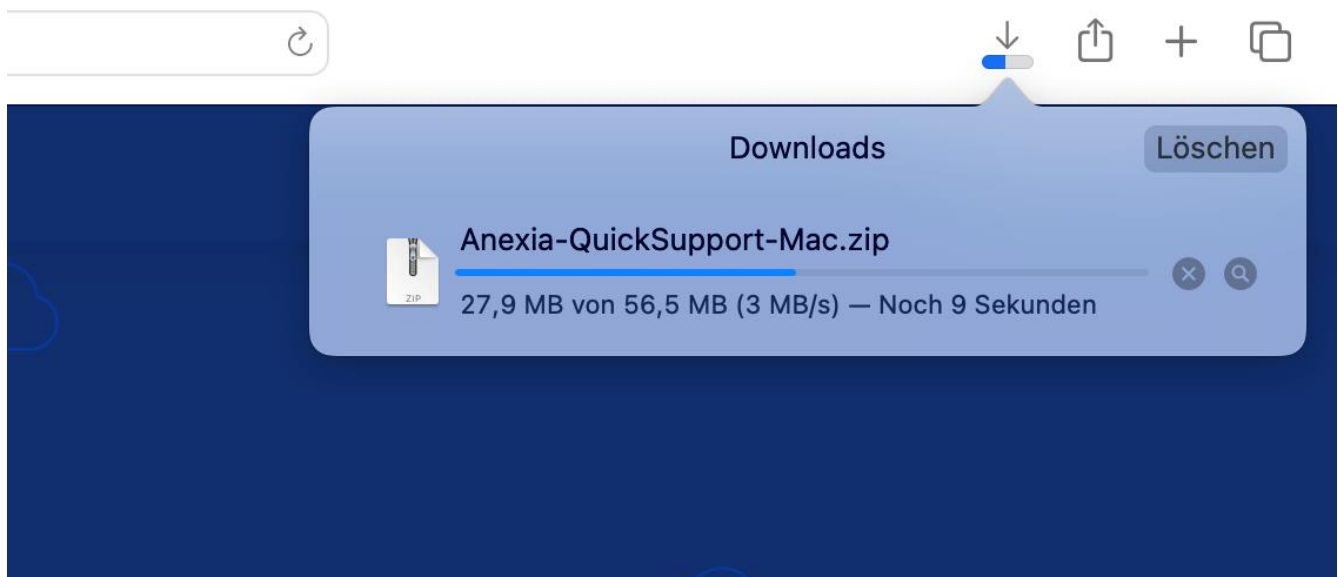 Downloads
Löschen
Anexia-QuickSupport-Mac.zip
ZIP
27,9 MB von 56,5 MB (3 MB/s) — Noch 9 Sekunden